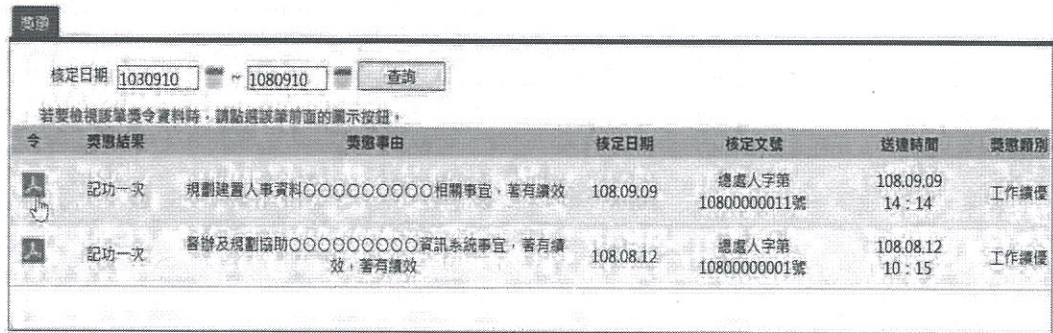 獎懲
核定日期 1030910 ~ 1080910 查詢
若要檢視該筆獎令資料時，請點選該筆前面的圖示按鈕。
令 獎懲結果 獎懲事由 核定日期 核定文號 送達時間 獎懲類別
記功一次 規劃建置人事資料○○○○○○○○○相關事宜，著有績效 108.09.09 總處人字第 10800000011號 108.09.09 14：14 工作績優
記功一次 督辦及規劃協助○○○○○○○○○資訊系統事宜，著有績效，著有績效 108.08.12 總處人字第 10800000001號 108.08.12 10：15 工作績優